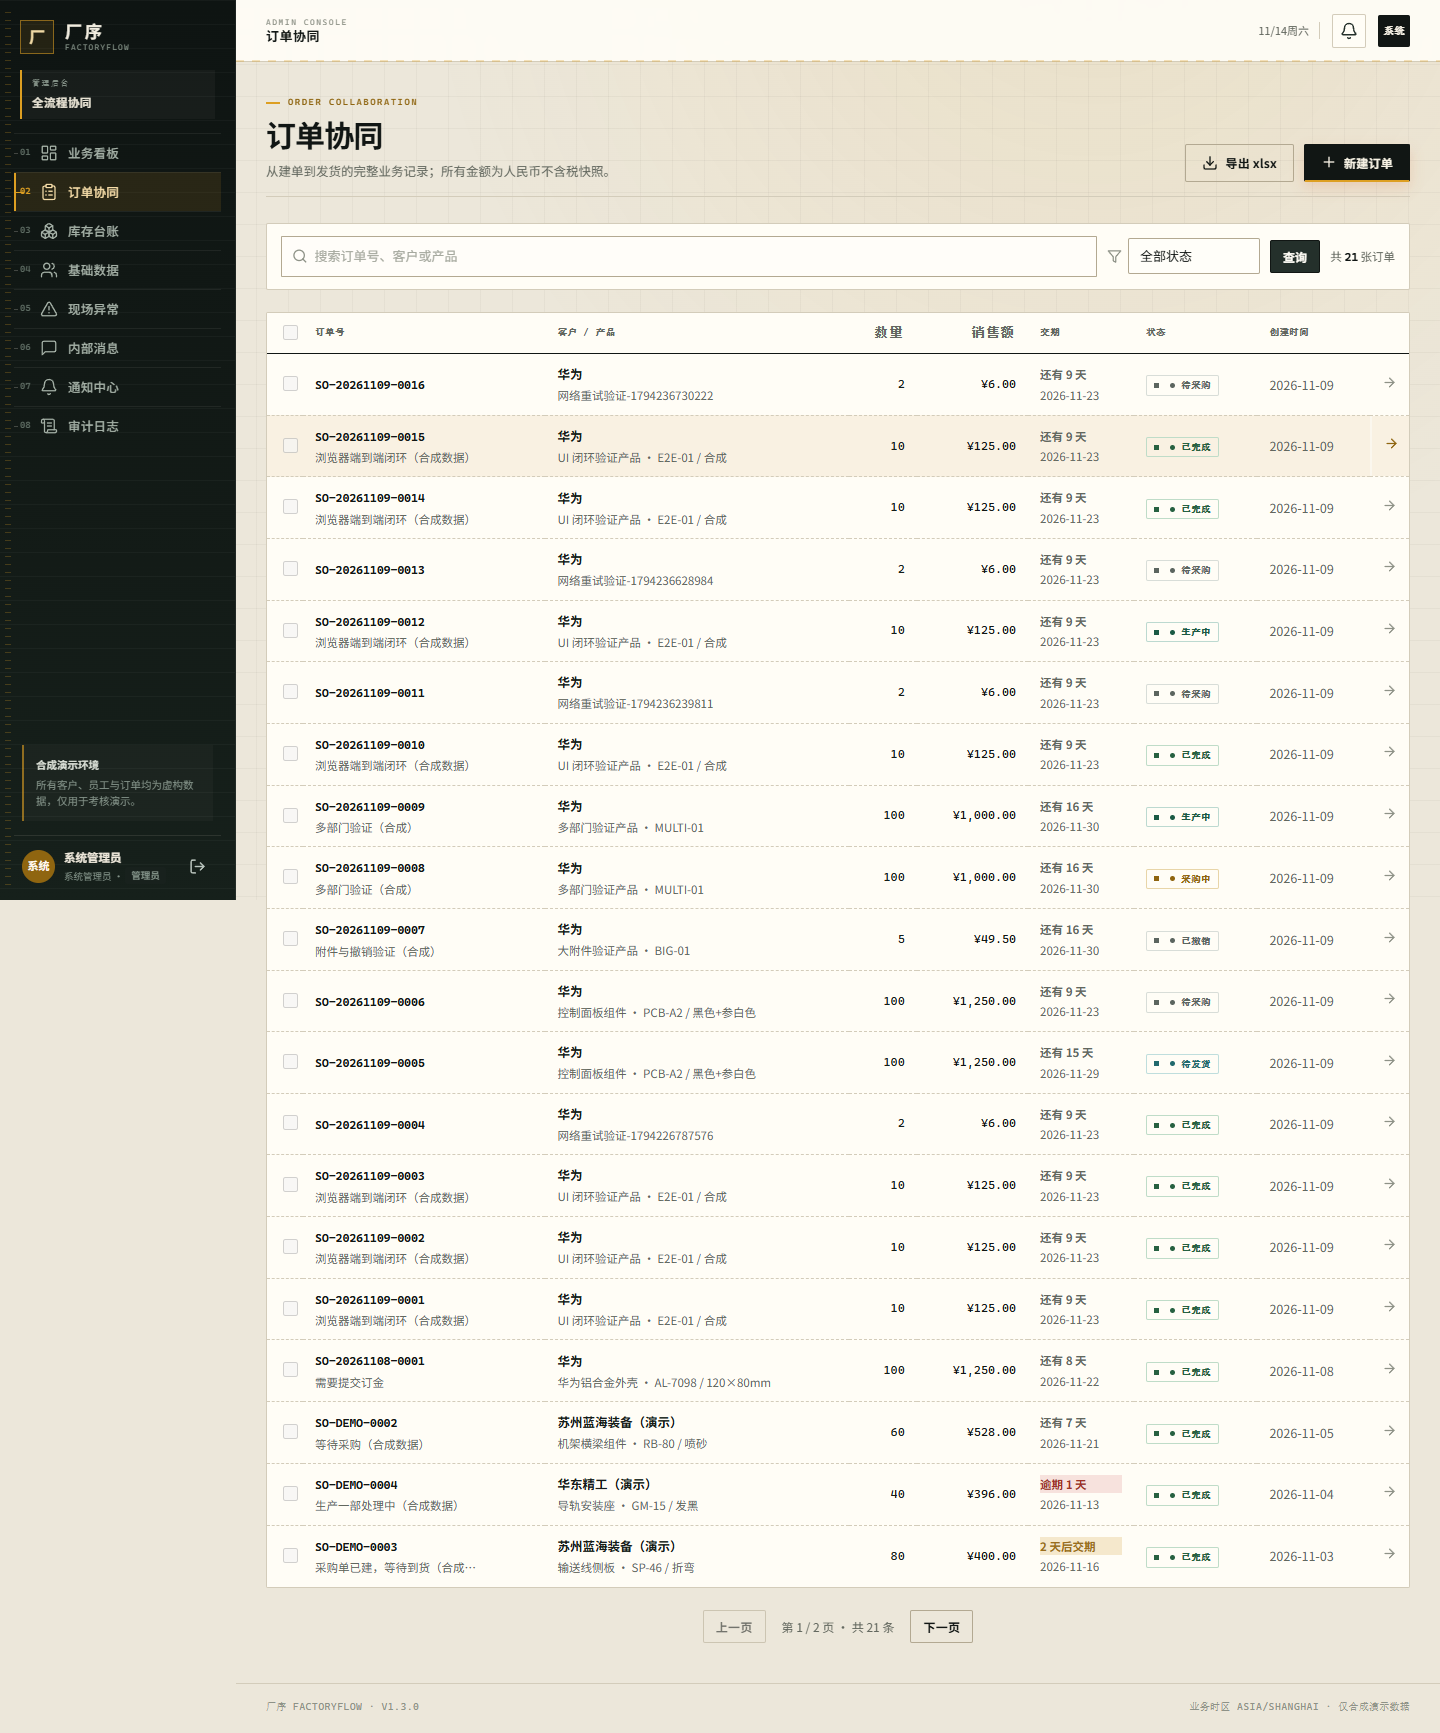 厂
厂序
FACTORYFLOW
管理后台
全流程协同
01 业务看板
02 订单协同
03 库存台账
04 基础数据
05 现场异常
06 内部消息
07 通知中心
08 审计日志
合成演示环境
所有客户、员工与订单均为虚构数
据，仅用于考核演示。
系统
系统管理员
系统管理员 · 管理员
ADMIN CONSOLE
订单协同
11/14周六
系统
ORDER COLLABORATION
订单协同
从建单到发货的完整业务记录；所有金额为人民币不含税快照。
导出 xlsx
新建订单
搜索订单号、客户或产品
全部状态
查询
共 21 张订单
订单号 客户 / 产品 数量 销售额 交期 状态 创建时间
SO-20261109-0016 华为 2 ¥6.00 还有 9 天 待采购 2026-11-09
网络重试验证-1794236730222 2026-11-23
SO-20261109-0015 华为 10 ¥125.00 还有 9 天 已完成 2026-11-09
浏览器端到端闭环（合成数据） UI 闭环验证产品 · E2E-01 / 合成 2026-11-23
SO-20261109-0014 华为 10 ¥125.00 还有 9 天 已完成 2026-11-09
浏览器端到端闭环（合成数据） UI 闭环验证产品 · E2E-01 / 合成 2026-11-23
SO-20261109-0013 华为 2 ¥6.00 还有 9 天 待采购 2026-11-09
网络重试验证-1794236628984 2026-11-23
SO-20261109-0012 华为 10 ¥125.00 还有 9 天 生产中 2026-11-09
浏览器端到端闭环（合成数据） UI 闭环验证产品 · E2E-01 / 合成 2026-11-23
SO-20261109-0011 华为 2 ¥6.00 还有 9 天 待采购 2026-11-09
网络重试验证-1794236239811 2026-11-23
SO-20261109-0010 华为 10 ¥125.00 还有 9 天 已完成 2026-11-09
浏览器端到端闭环（合成数据） UI 闭环验证产品 · E2E-01 / 合成 2026-11-23
SO-20261109-0009 华为 100 ¥1,000.00 还有 16 天 生产中 2026-11-09
多部门验证（合成） 多部门验证产品 · MULTI-01 2026-11-30
SO-20261109-0008 华为 100 ¥1,000.00 还有 16 天 采购中 2026-11-09
多部门验证（合成） 多部门验证产品 · MULTI-01 2026-11-30
SO-20261109-0007 华为 5 ¥49.50 还有 16 天 已撤销 2026-11-09
附件与撤销验证（合成） 大附件验证产品 · BIG-01 2026-11-30
SO-20261109-0006 华为 100 ¥1,250.00 还有 9 天 待采购 2026-11-09
控制面板组件 · PCB-A2 / 黑色+参白色 2026-11-23
SO-20261109-0005 华为 100 ¥1,250.00 还有 15 天 待发货 2026-11-09
控制面板组件 · PCB-A2 / 黑色+参白色 2026-11-29
SO-20261109-0004 华为 2 ¥6.00 还有 9 天 已完成 2026-11-09
网络重试验证-1794226787576 2026-11-23
SO-20261109-0003 华为 10 ¥125.00 还有 9 天 已完成 2026-11-09
浏览器端到端闭环（合成数据） UI 闭环验证产品 · E2E-01 / 合成 2026-11-23
SO-20261109-0002 华为 10 ¥125.00 还有 9 天 已完成 2026-11-09
浏览器端到端闭环（合成数据） UI 闭环验证产品 · E2E-01 / 合成 2026-11-23
SO-20261109-0001 华为 10 ¥125.00 还有 9 天 已完成 2026-11-09
浏览器端到端闭环（合成数据） UI 闭环验证产品 · E2E-01 / 合成 2026-11-23
SO-20261108-0001 华为 100 ¥1,250.00 还有 8 天 已完成 2026-11-08
需要提交订金 华为铝合金外壳 · AL-7098 / 120×80mm 2026-11-22
SO-DEMO-0002 苏州蓝海装备（演示） 60 ¥528.00 还有 7 天 已完成 2026-11-05
等待采购（合成数据） 机架横梁组件 · RB-80 / 喷砂 2026-11-21
SO-DEMO-0004 华东精工（演示） 40 ¥396.00 逾期 1 天 已完成 2026-11-04
生产一部处理中（合成数据） 导轨安装座 · GM-15 / 发黑 2026-11-13
SO-DEMO-0003 苏州蓝海装备（演示） 80 ¥400.00 2 天后交期 已完成 2026-11-03
采购单已建，等待到货（合成… 输送线侧板 · SP-46 / 折弯 2026-11-16
上一页 第 1 / 2 页 · 共 21 条 下一页
厂序 FACTORYFLOW · V1.3.0
业务时区 ASIA/SHANGHAI · 仅合成演示数据